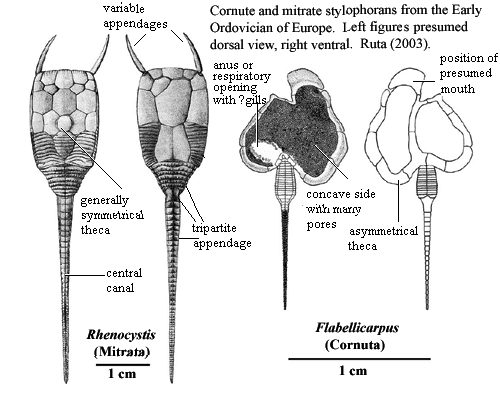 variable
appendages
Cornute and mitrate stylophorans from the Early
Ordovician of Europe. Left figures presumed
dorsal view, right ventral. Ruta (2003).
anus or
respiratory
opening
with ?gills
position of
presumed
mouth
generally
symmetrical
theca
tripartite
appendage
concave side
with many
pores
asymmetrical
theca
central
canal
Rhenocystis
(Mitrata)
1 cm
Flabellicarpus
(Cornuta)
1 cm